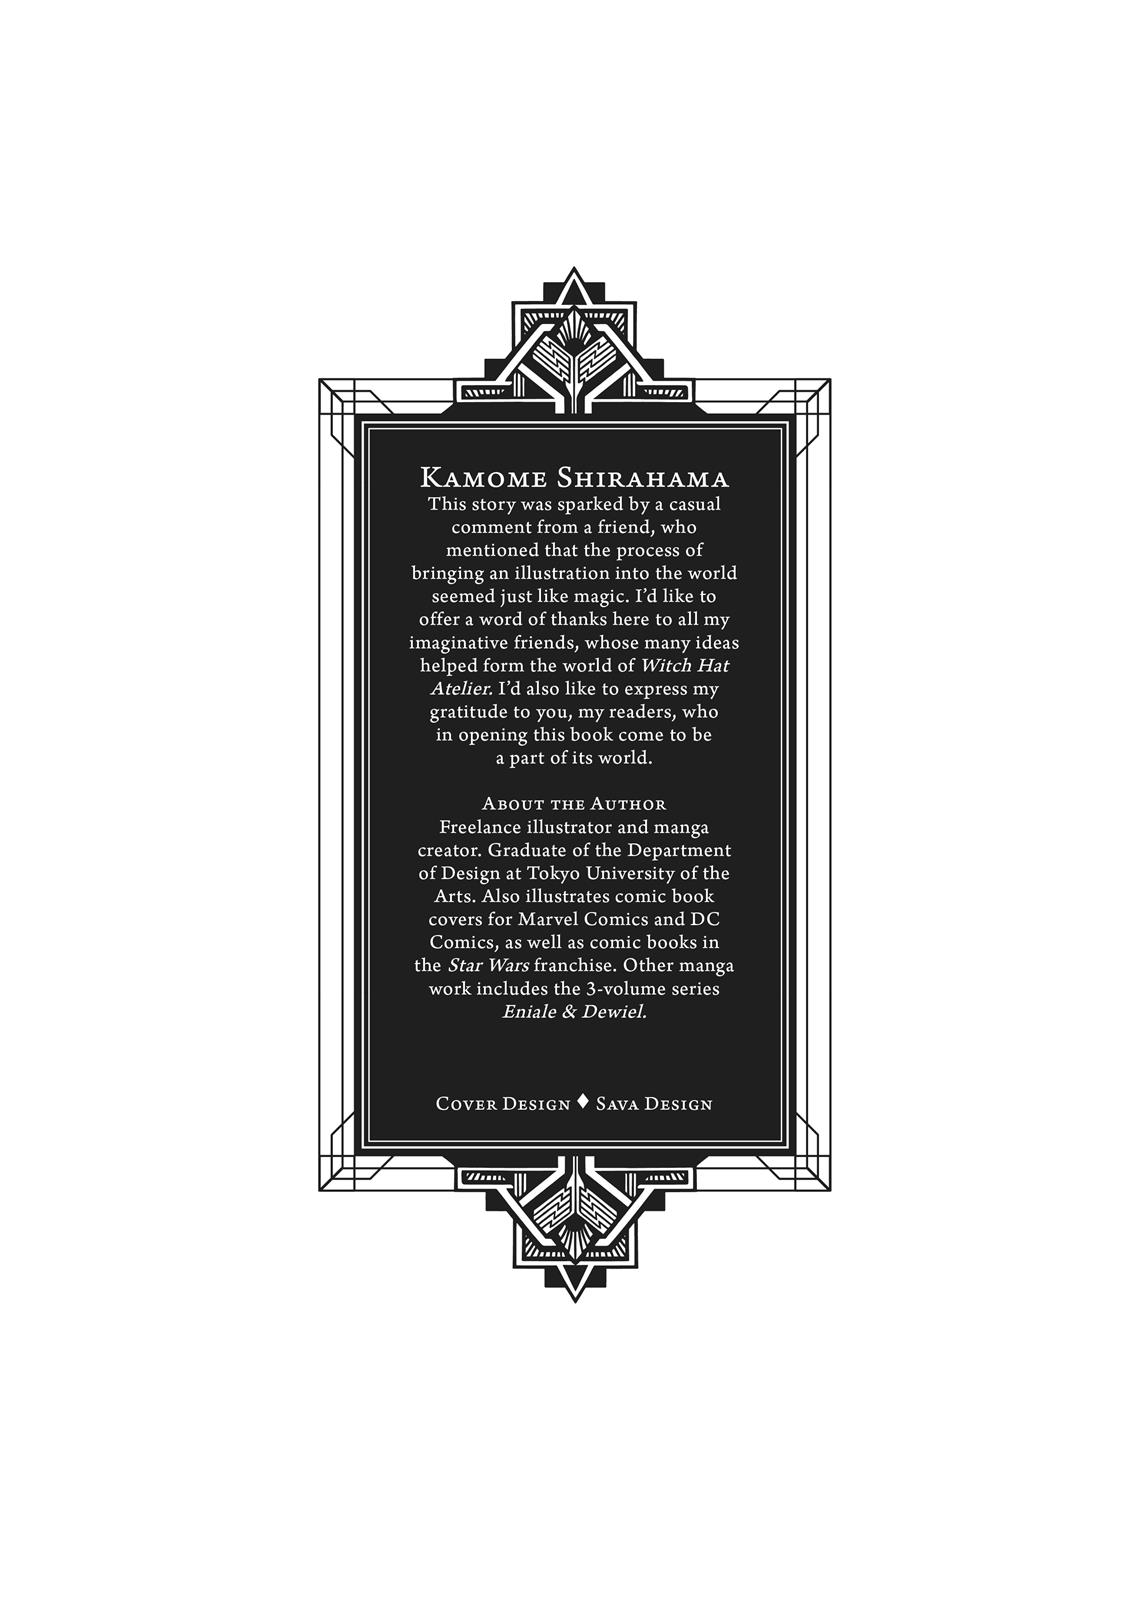 Kamome Shirahama
This story was sparked by a casual
comment from a friend, who
mentioned that the process of
bringing an illustration into the world
seemed just like magic. I’d like to
offer a word of thanks here to all my
imaginative friends, whose many ideas
helped form the world of Witch Hat
Atelier. I’d also like to express my
gratitude to you, my readers, who
in opening this book come to be
a part of its world.
About the Author
Freelance illustrator and manga
creator. Graduate of the Department
of Design at Tokyo University of the
Arts. Also illustrates comic book
covers for Marvel Comics and DC
Comics, as well as comic books in
the Star Wars franchise. Other manga
work includes the 3-volume series
Eniale & Dewiel.
Cover Design ♦ Sava Design